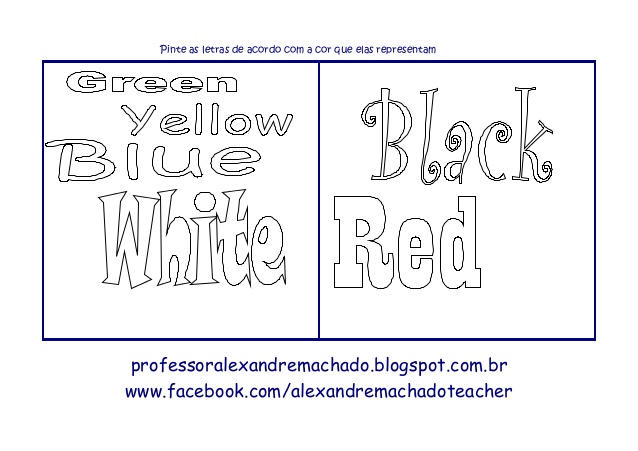 Pinte as letras de acordo com a cor que elas representam
Green
Yellow
Blue
White
Black
Red
professoralexandremachado.blogspot.com.br
www.facebook.com/alexandremachadoteacher